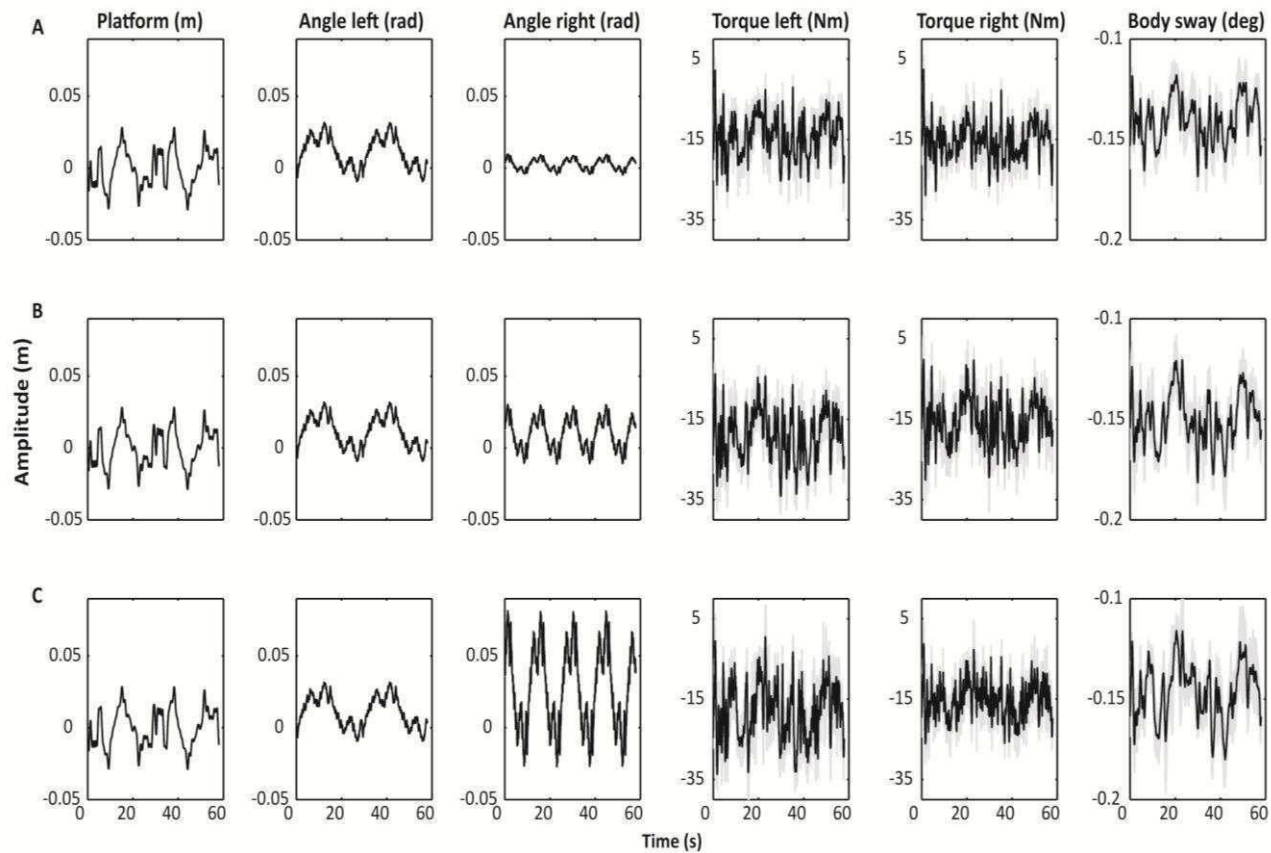 Platform (m) Angle left (rad) Angle right (rad) Torque left (Nm) Torque right (Nm) Body sway (deg)
A
0.05 0.05 0.05 5 5 -0.1
0 0 0 -15 -15 -0.15
-0.05 -0.05 -0.05 -35 -35 -0.2
B
0.05 0.05 0.05 5 5 -0.1
0 0 0 -15 -15 -0.15
-0.05 -0.05 -0.05 -35 -35 -0.2
Amplitude (m)
C
0.05 0.05 0.05 5 5 -0.1
0 0 0 -15 -15 -0.15
-0.05 -0.05 -0.05 -35 -35 -0.2
0 20 40 60 0 20 40 60 0 20 40 60 0 20 40 60 0 20 40 60 0 20 40 60
Time (s)